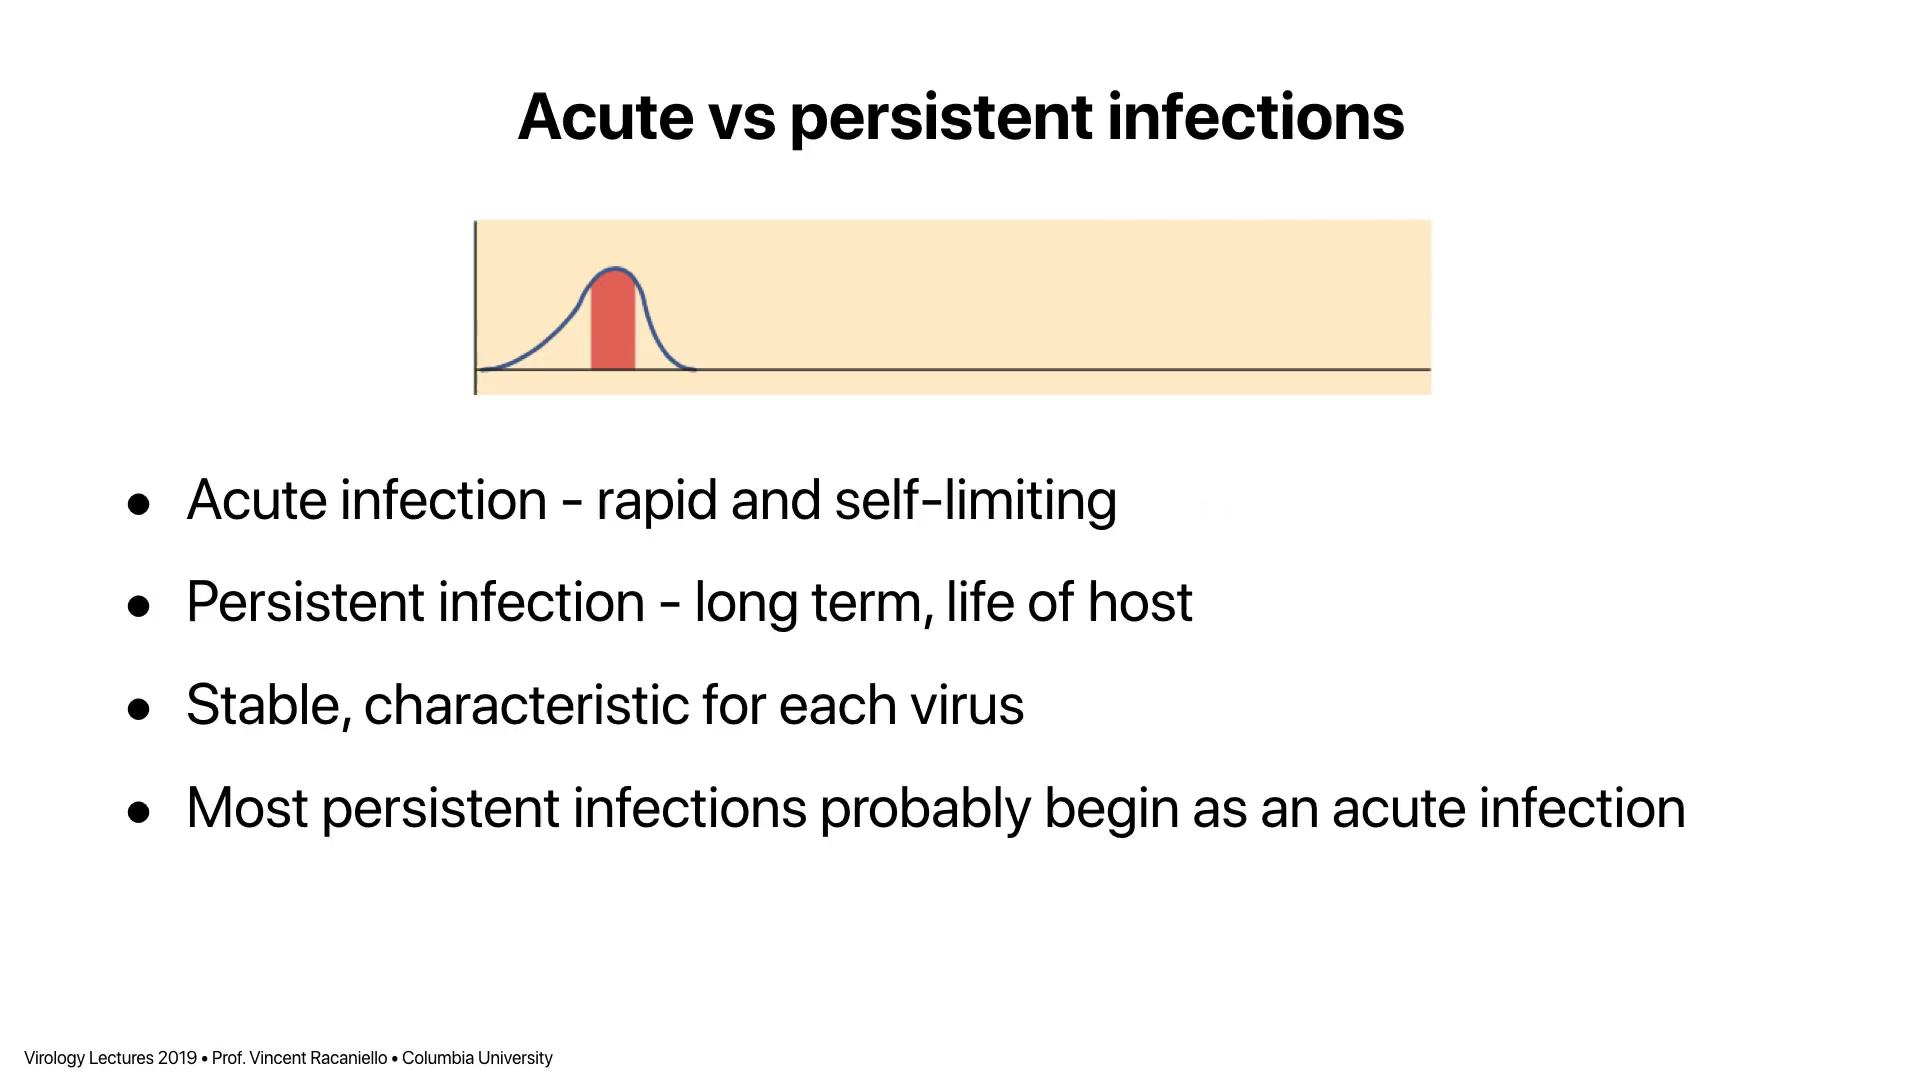 Acute vs persistent infections
● Acute infection - rapid and self-limiting
● Persistent infection - long term, life of host
● Stable, characteristic for each virus
● Most persistent infections probably begin as an acute infection
Virology Lectures 2019 • Prof. Vincent Racaniello • Columbia University